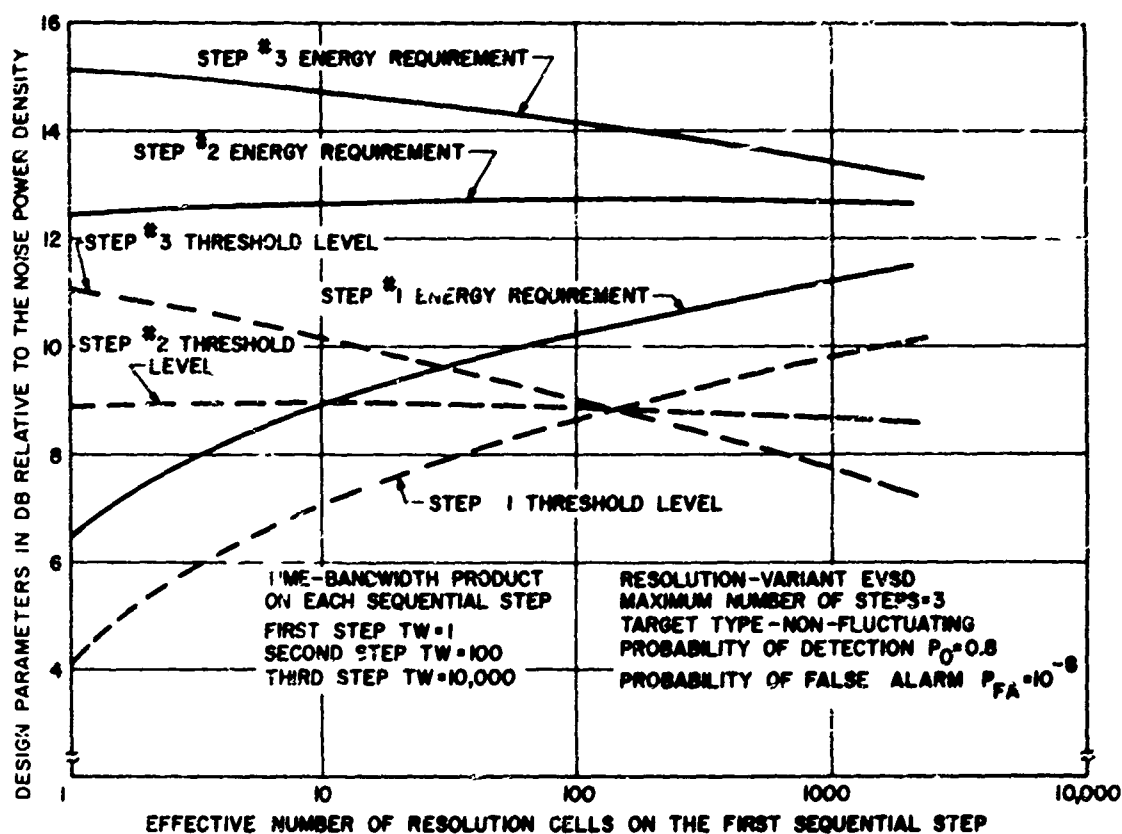 DESIGN PARAMETERS IN DB RELATIVE TO THE NOISE POWER DENSITY
16
14
12
10
8
6
4
STEP #3 ENERGY REQUIREMENT
STEP #2 ENERGY REQUIREMENT
STEP #3 THRESHOLD LEVEL
STEP #1 ENERGY REQUIREMENT
STEP #2 THRESHOLD
LEVEL
STEP 1 THRESHOLD LEVEL
TIME-BANDWIDTH PRODUCT
ON EACH SEQUENTIAL STEP
FIRST STEP TW=1
SECOND STEP TW=100
THIRD STEP TW=10,000
RESOLUTION-VARIANT EVSD
MAXIMUM NUMBER OF STEPS=3
TARGET TYPE-NON-FLUCTUATING
PROBABILITY OF DETECTION P_D=0.8
PROBABILITY OF FALSE ALARM P_FA=10^-8
1
10
100
1000
10,000
EFFECTIVE NUMBER OF RESOLUTION CELLS ON THE FIRST SEQUENTIAL STEP